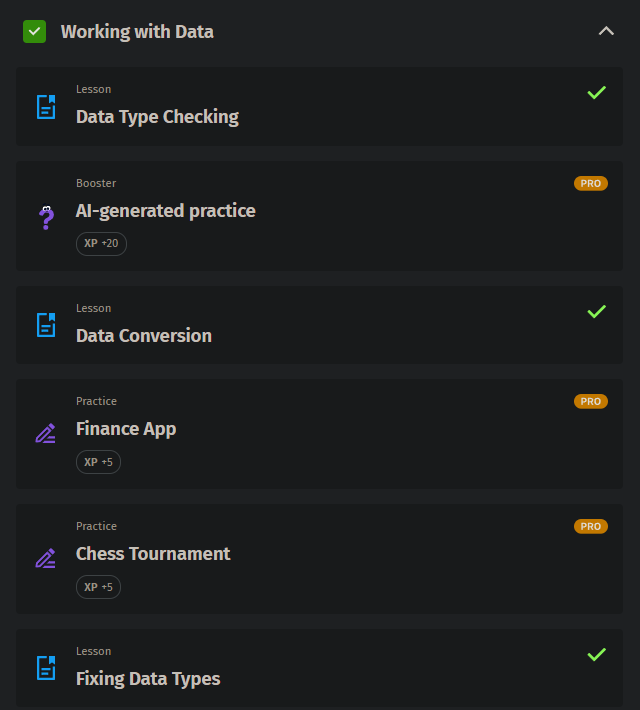 Working with Data
Lesson
Data Type Checking
Booster
PRO
AI-generated practice
XP +20
Lesson
Data Conversion
Practice
PRO
Finance App
XP +5
Practice
PRO
Chess Tournament
XP +5
Lesson
Fixing Data Types